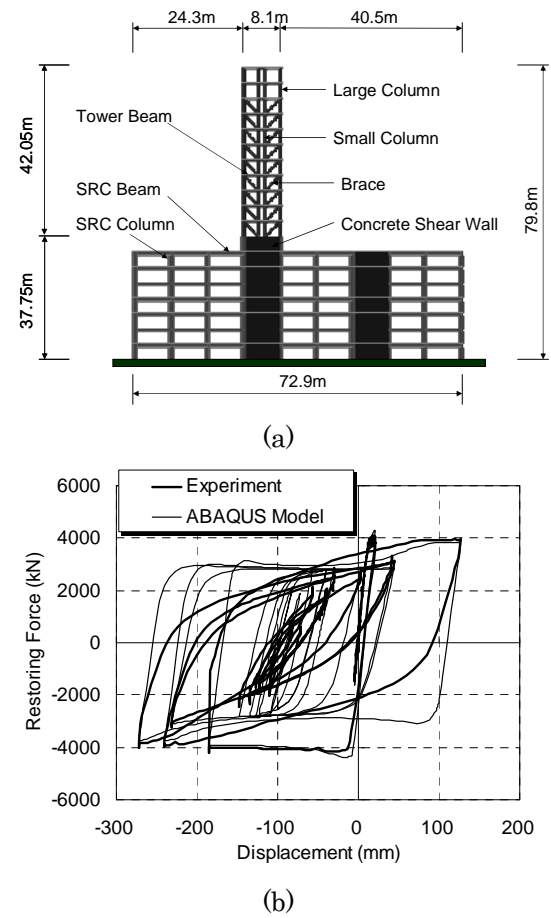 24.3m 8.1m 40.5m
Large Column
Tower Beam
Small Column
42.05m
79.8m
SRC Beam
Brace
SRC Column
Concrete Shear Wall
37.75m
72.9m
(a)
6000
Experiment
ABAQUS Model
4000
2000
0
-2000
-4000
-6000
Restoring Force (kN)
-300 -200 -100 0 100 200
Displacement (mm)
(b)